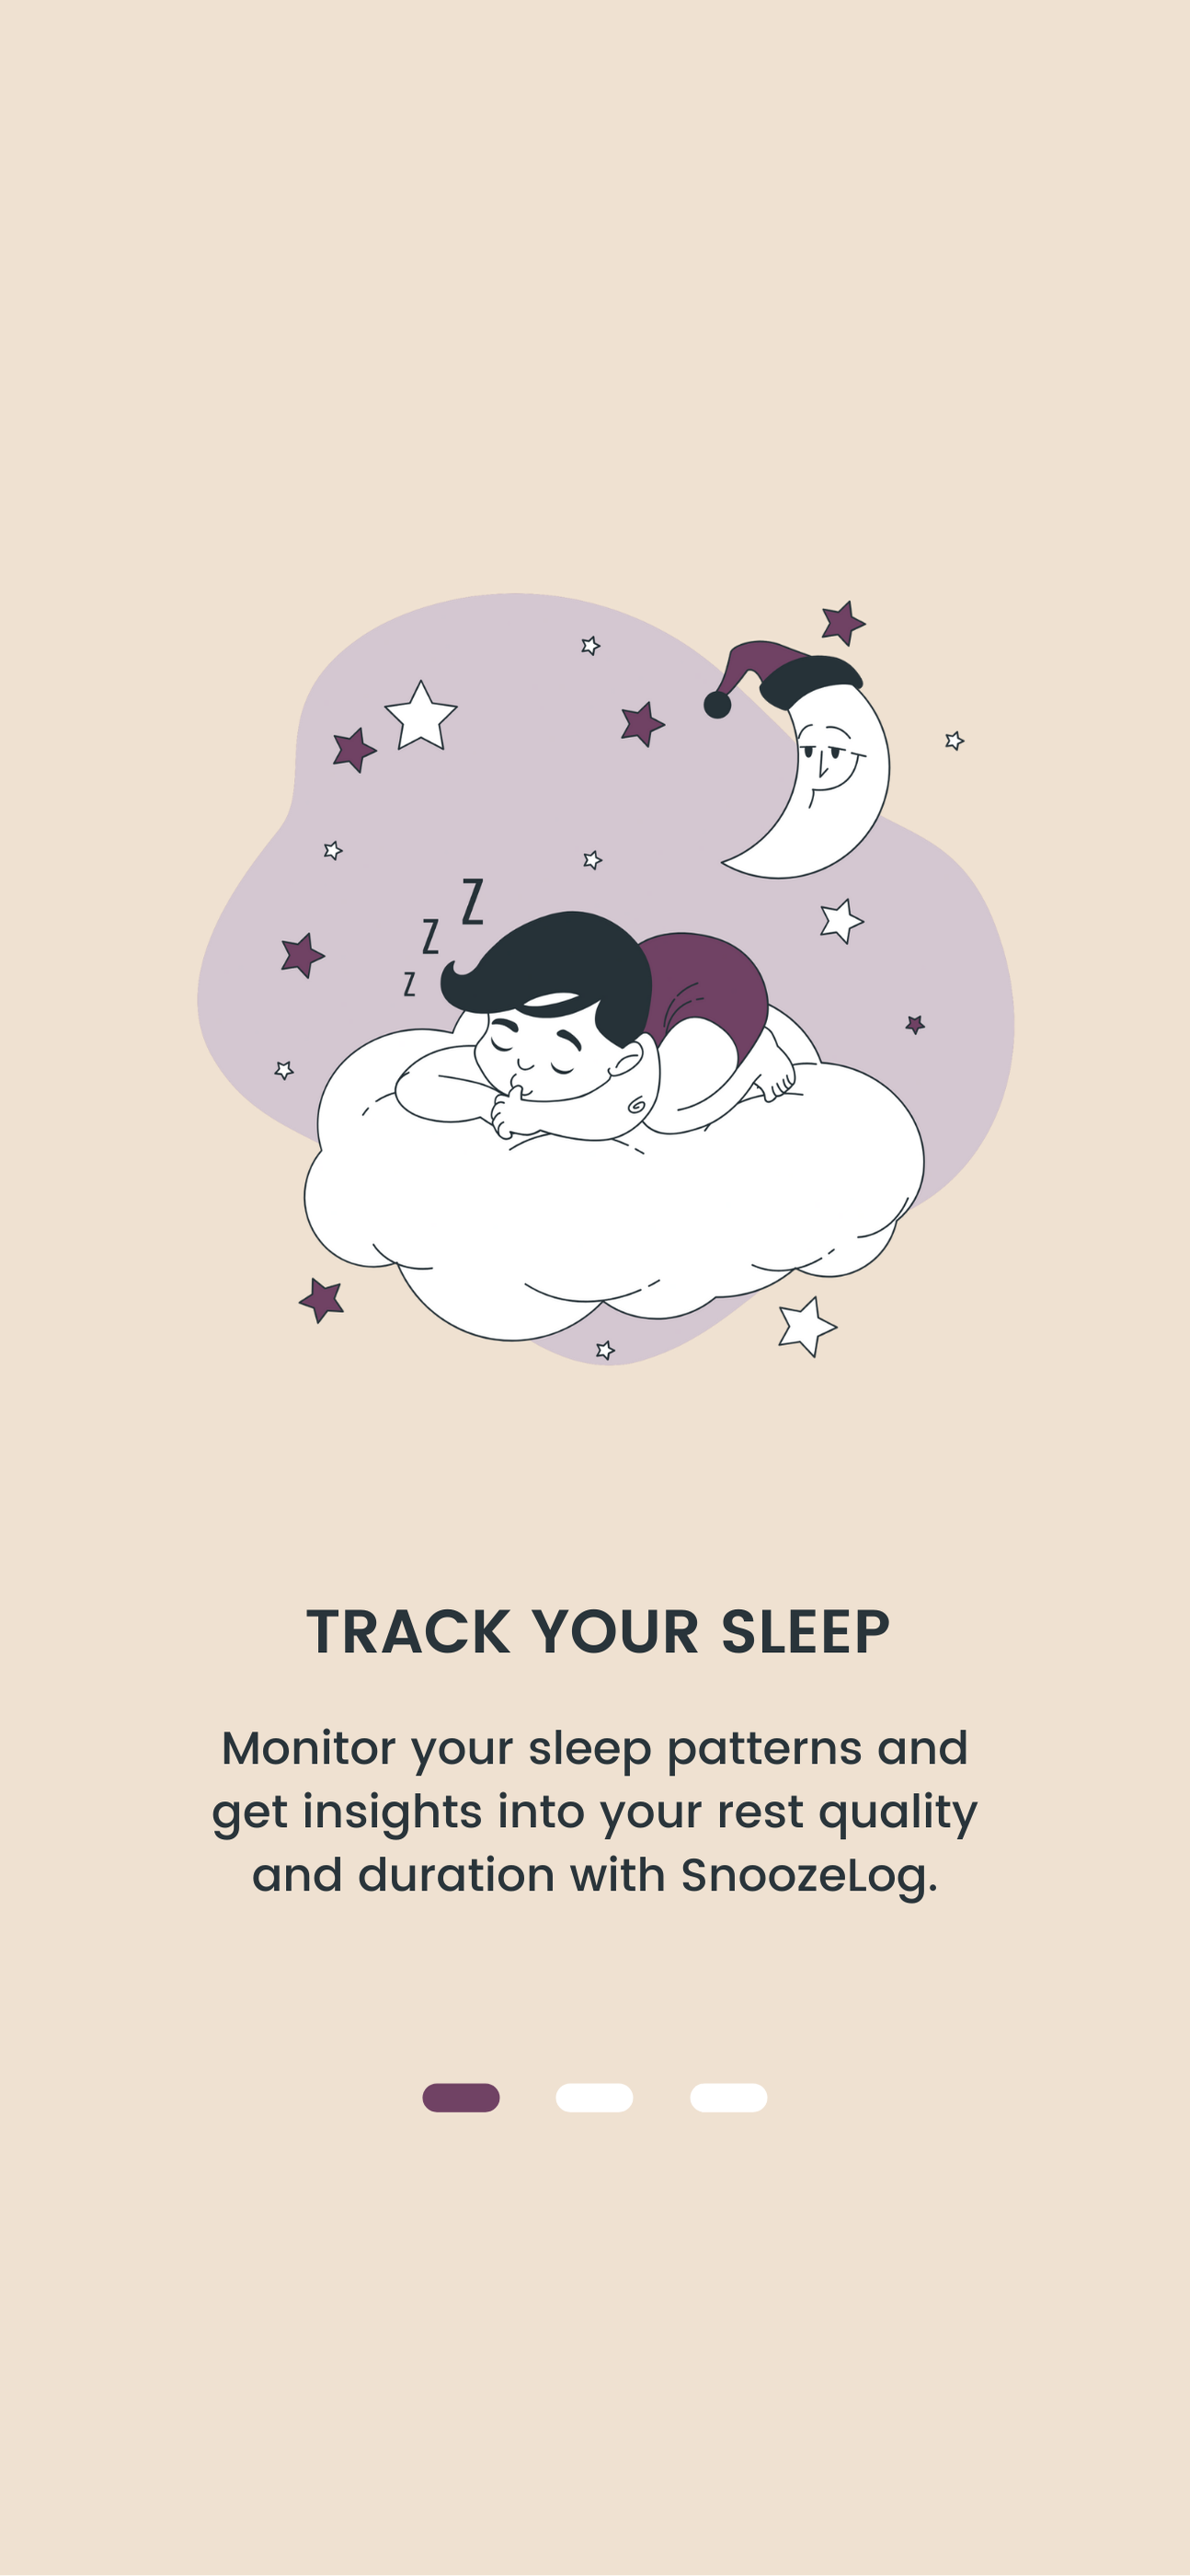 Z
Z
Z
TRACK YOUR SLEEP
Monitor your sleep patterns and
get insights into your rest quality
and duration with SnoozeLog.